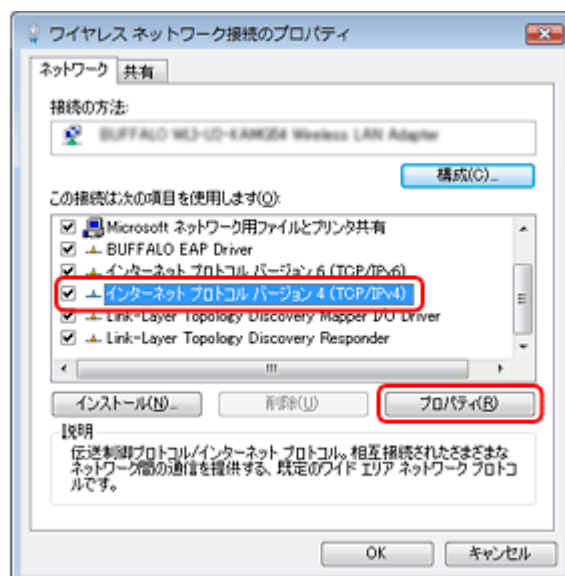 ワイヤレス ネットワーク接続のプロパティ
ネットワーク 共有
接続の方法:
BUFFALO WLI-U2-KAMG54 Wireless LAN Adapter
構成(C)...
この接続は次の項目を使用します(O):
Microsoft ネットワーク用ファイルとプリンタ共有
BUFFALO EAP Driver
インターネット プロトコル バージョン 6 (TCP/IPv6)
インターネット プロトコル バージョン 4 (TCP/IPv4)
Link-Layer Topology Discovery Mapper I/O Driver
Link-Layer Topology Discovery Responder
インストール(N)... 削除(U) プロパティ(R)
説明
伝送制御プロトコル/インターネット プロトコル。相互接続されたさまざまな
ネットワーク間の通信を提供する、既定のワイド エリア ネットワーク プロトコ
ルです。
OK キャンセル